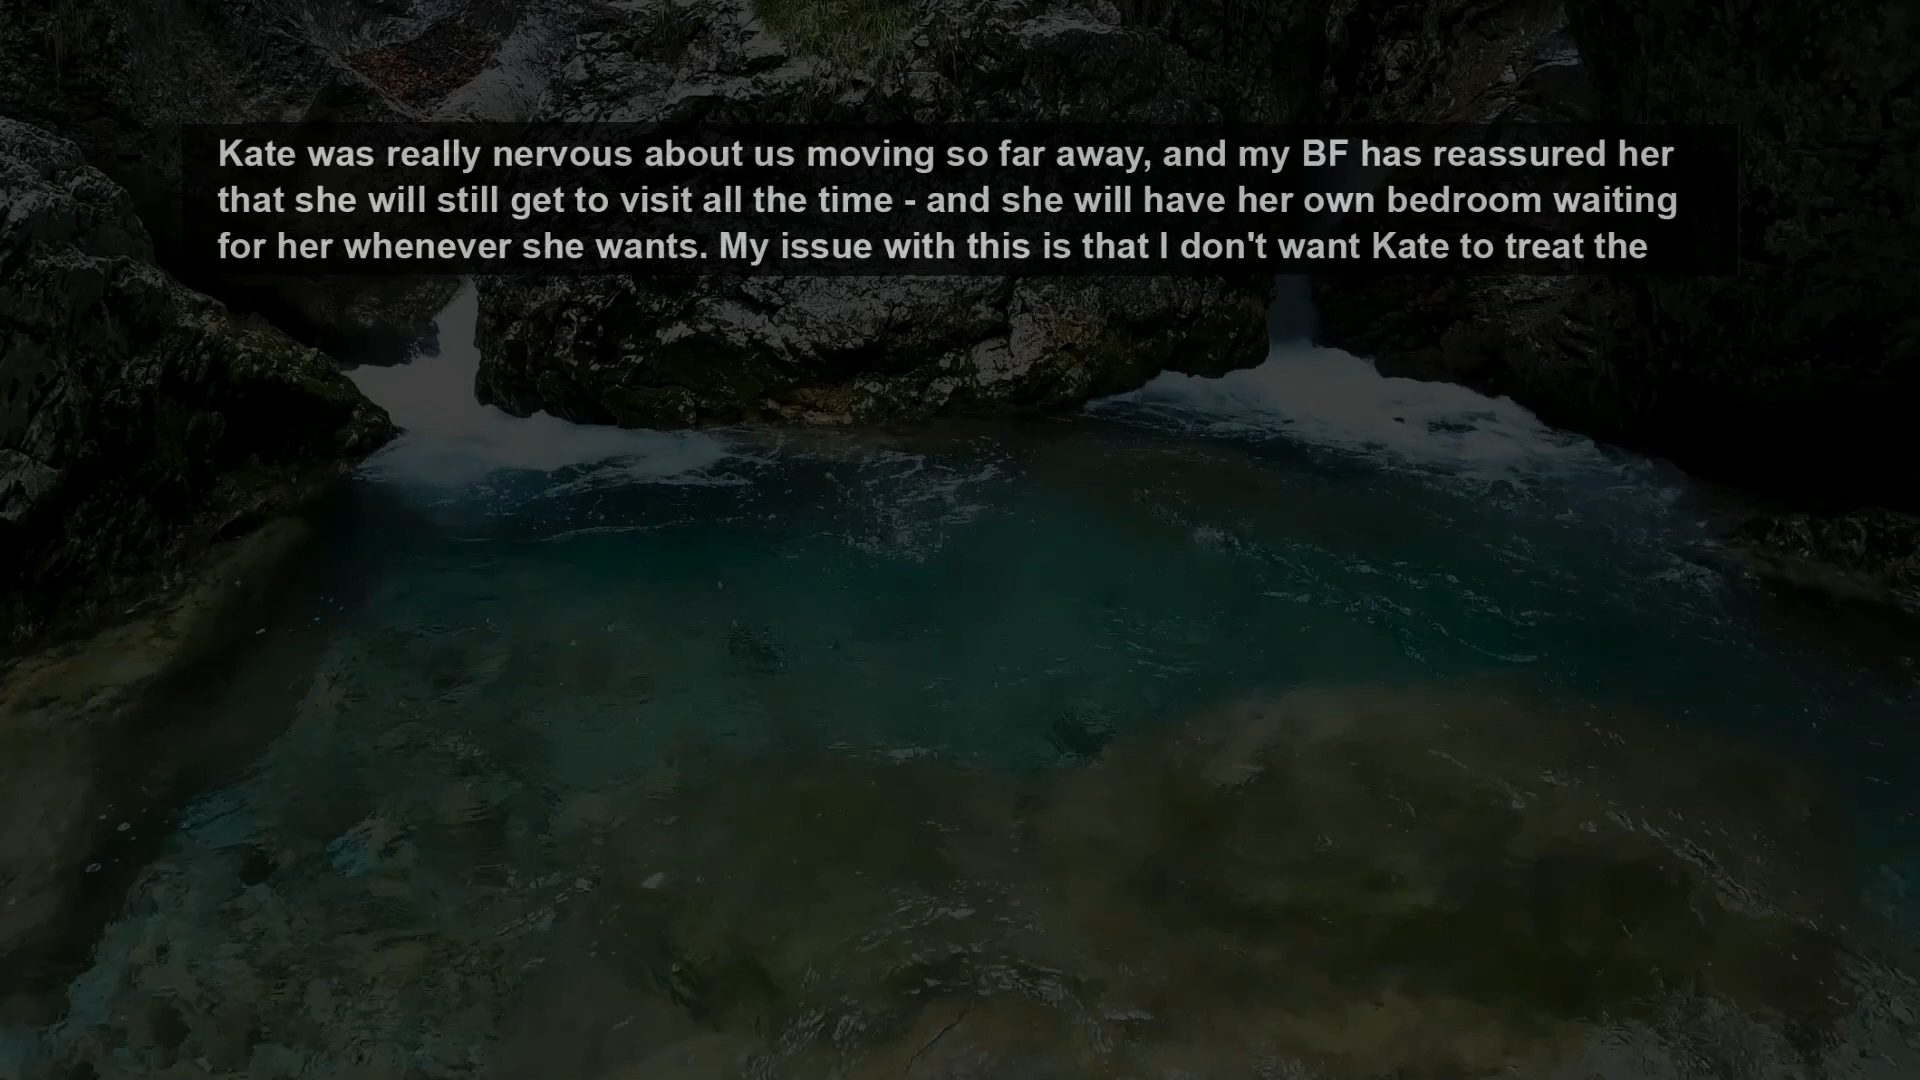 Kate was really nervous about us moving so far away, and my BF has reassured her
that she will still get to visit all the time - and she will have her own bedroom waiting
for her whenever she wants. My issue with this is that I don't want Kate to treat the